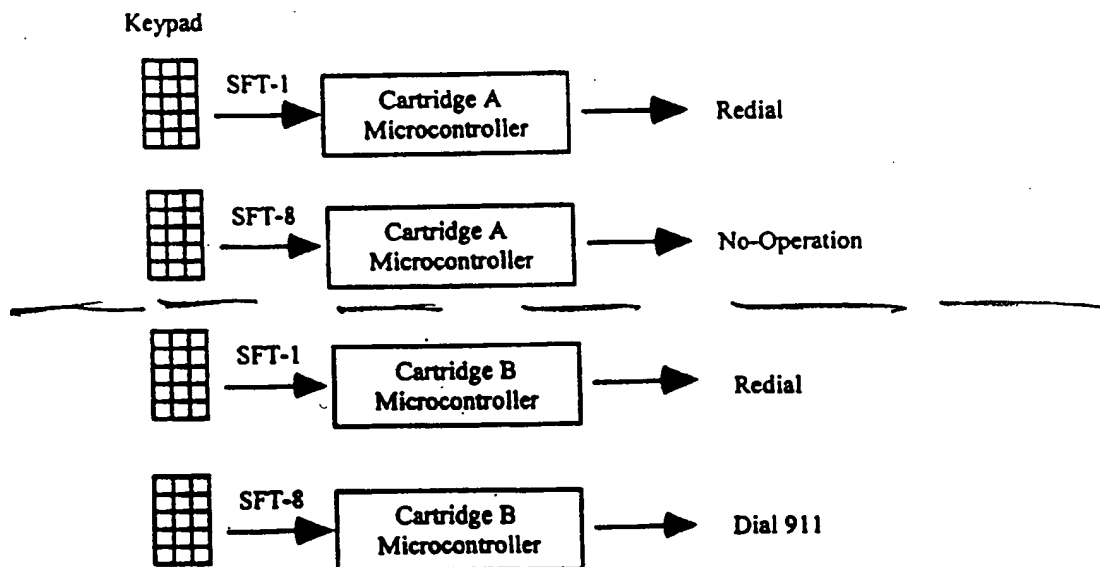 Keypad
SFT-1
Cartridge A
Microcontroller
Redial
SFT-8
Cartridge A
Microcontroller
No-Operation
SFT-1
Cartridge B
Microcontroller
Redial
SFT-8
Cartridge B
Microcontroller
Dial 911